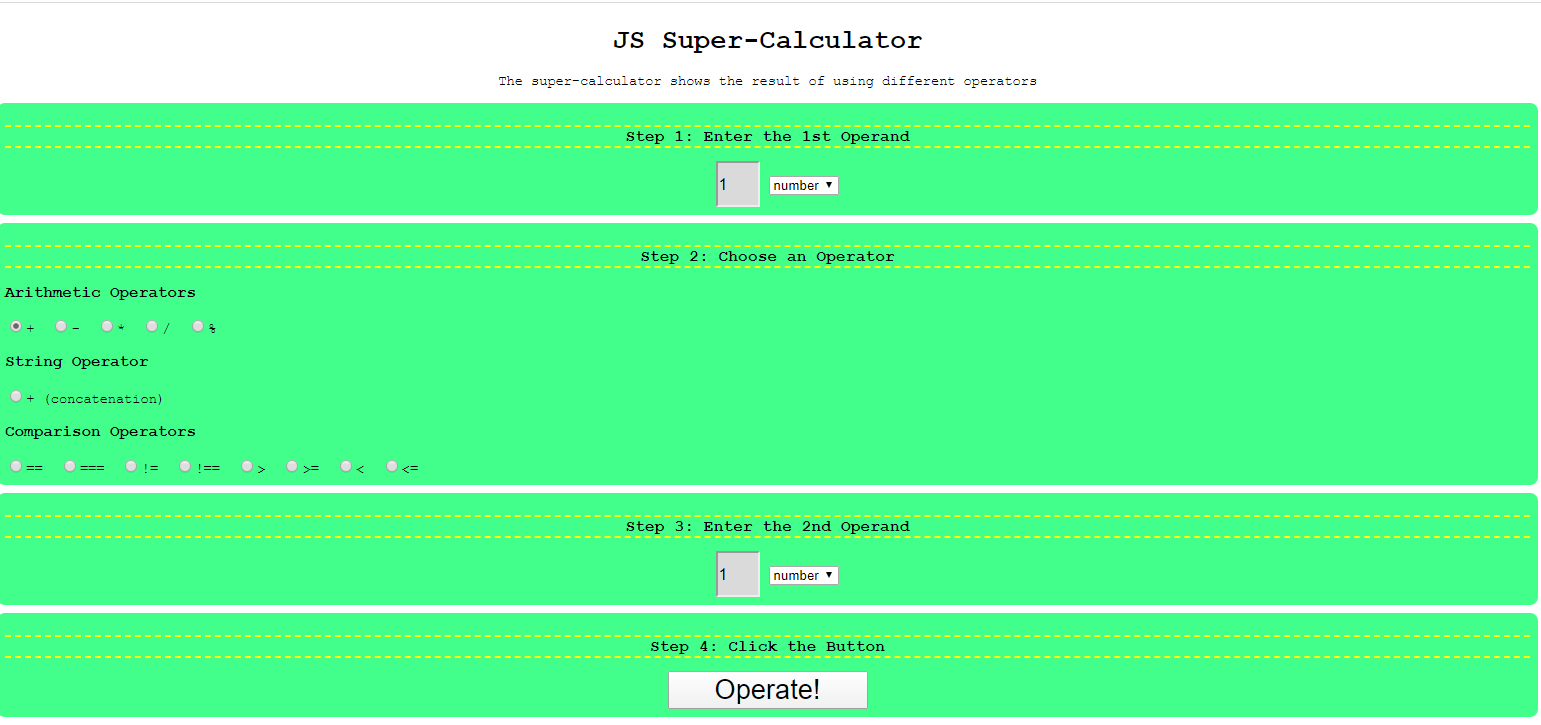 JS Super-Calculator
The super-calculator shows the result of using different operators
Step 1: Enter the 1st Operand
1 number
Step 2: Choose an Operator
Arithmetic Operators
+ - * / %
String Operator
+ (concatenation)
Comparison Operators
== === != !== > >= < <=
Step 3: Enter the 2nd Operand
1 number
Step 4: Click the Button
Operate!